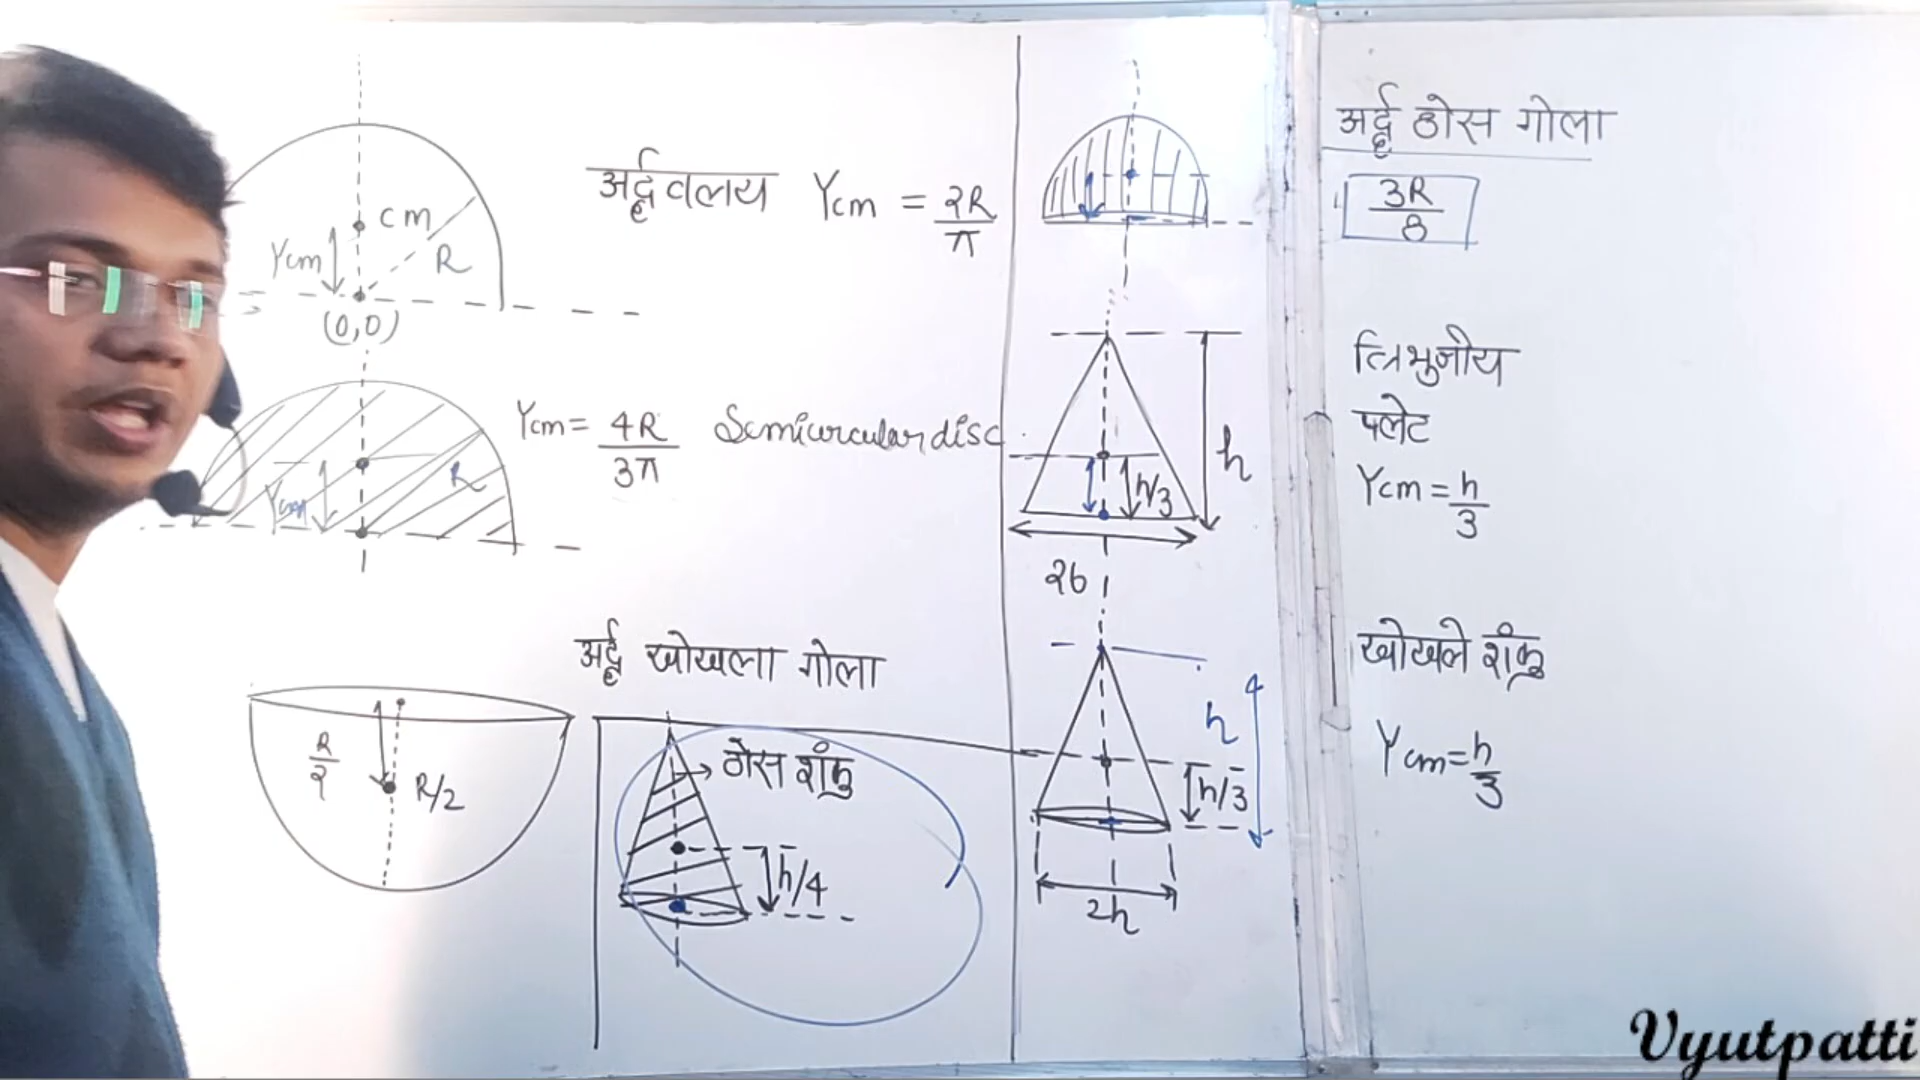 cm
Ycm
R
(0,0)
अर्द्ध वलय Ycm = 2R/π
Ycm
R
Ycm = 4R/3π Semicircular disc
अर्द्ध खोखला गोला
R/2
R/2
ठोस शंकु
h/4
h
h/3
2b
h
h/3
2h
अर्द्ध ठोस गोला
3R/8
त्रिभुजीय
प्लेट
Ycm = h/3
खोखले शंकु
Ycm = h/3
Vyutpatti